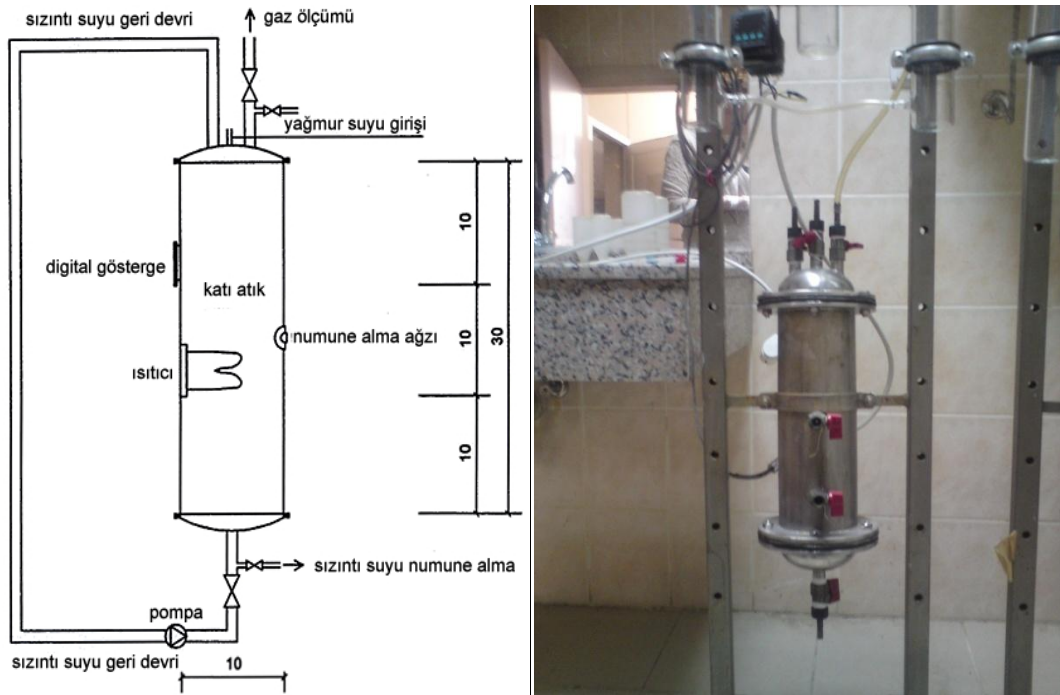 sızıntı suyu geri devri
gaz ölçümü
yağmur suyu girişi
10
digital gösterge
katı atık
numune alma ağzı
10
30
ısıtıcı
10
sızıntı suyu numune alma
pompa
sızıntı suyu geri devri
10